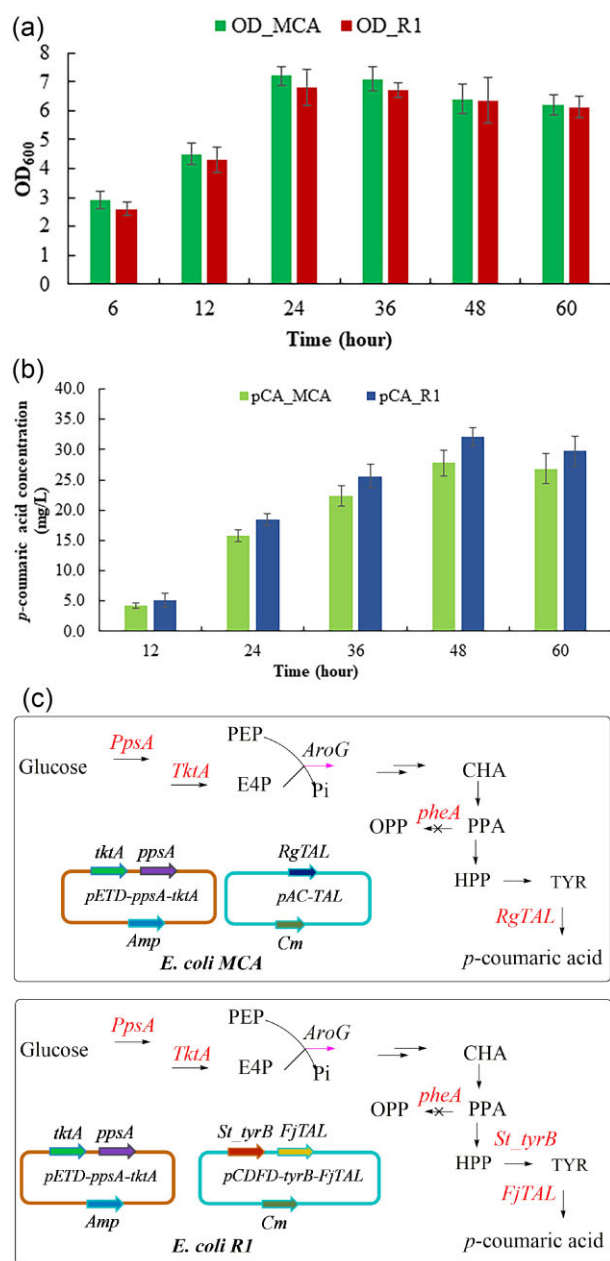 (a)
OD_MCA OD_R1
8
7
6
5
4
3
2
1
0
OD600
6 12 24 36 48 60
Time (hour)
(b)
pCA_MCA pCA_R1
40.0
35.0
30.0
25.0
20.0
15.0
10.0
5.0
0.0
p-coumaric acid concentration
(mg/L)
12 24 36 48 60
Time (hour)
(c)
Glucose
PpsA
TktA
PEP
E4P
AroG
Pi
CHA
OPP
pheA
PPA
HPP
TYR
RgTAL
p-coumaric acid
tktA ppsA
pETD-ppsA-tktA
Amp
RgTAL
pAC-TAL
Cm
E. coli MCA
Glucose
PpsA
TktA
PEP
E4P
AroG
Pi
CHA
OPP
pheA
PPA
St_tyrB
HPP
TYR
FjTAL
p-coumaric acid
tktA ppsA
pETD-ppsA-tktA
Amp
St_tyrB FjTAL
pCDFD-tyrB-FjTAL
Cm
E. coli R1